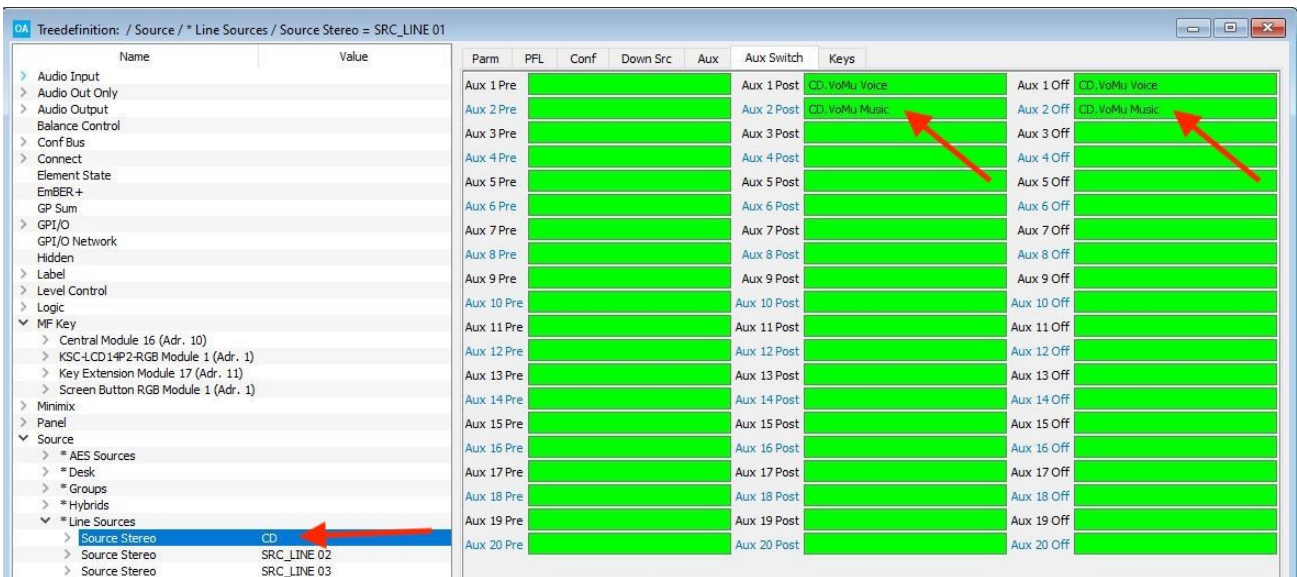 OA Treedefinition: / Source / * Line Sources / Source Stereo = SRC_LINE 01
Name Value
Audio Input
Audio Out Only
Audio Output
Balance Control
Conf Bus
Connect
Element State
EmBER+
GP Sum
GPI/O
GPI/O Network
Hidden
Label
Level Control
Logic
MF Key
Central Module 16 (Adr. 10)
KSC-LCD14P2-RGB Module 1 (Adr. 1)
Key Extension Module 17 (Adr. 11)
Screen Button RGB Module 1 (Adr. 1)
Minimix
Panel
Source
* AES Sources
* Desk
* Groups
* Hybrids
* Line Sources
Source Stereo CD
Source Stereo SRC_LINE 02
Source Stereo SRC_LINE 03
Parm PFL Conf Down Src Aux Aux Switch Keys
Aux 1 Pre Aux 1 Post CD.VoMu Voice Aux 1 Off CD.VoMu Voice
Aux 2 Pre Aux 2 Post CD.VoMu Music Aux 2 Off CD.VoMu Music
Aux 3 Pre Aux 3 Post Aux 3 Off
Aux 4 Pre Aux 4 Post Aux 4 Off
Aux 5 Pre Aux 5 Post Aux 5 Off
Aux 6 Pre Aux 6 Post Aux 6 Off
Aux 7 Pre Aux 7 Post Aux 7 Off
Aux 8 Pre Aux 8 Post Aux 8 Off
Aux 9 Pre Aux 9 Post Aux 9 Off
Aux 10 Pre Aux 10 Post Aux 10 Off
Aux 11 Pre Aux 11 Post Aux 11 Off
Aux 12 Pre Aux 12 Post Aux 12 Off
Aux 13 Pre Aux 13 Post Aux 13 Off
Aux 14 Pre Aux 14 Post Aux 14 Off
Aux 15 Pre Aux 15 Post Aux 15 Off
Aux 16 Pre Aux 16 Post Aux 16 Off
Aux 17 Pre Aux 17 Post Aux 17 Off
Aux 18 Pre Aux 18 Post Aux 18 Off
Aux 19 Pre Aux 19 Post Aux 19 Off
Aux 20 Pre Aux 20 Post Aux 20 Off